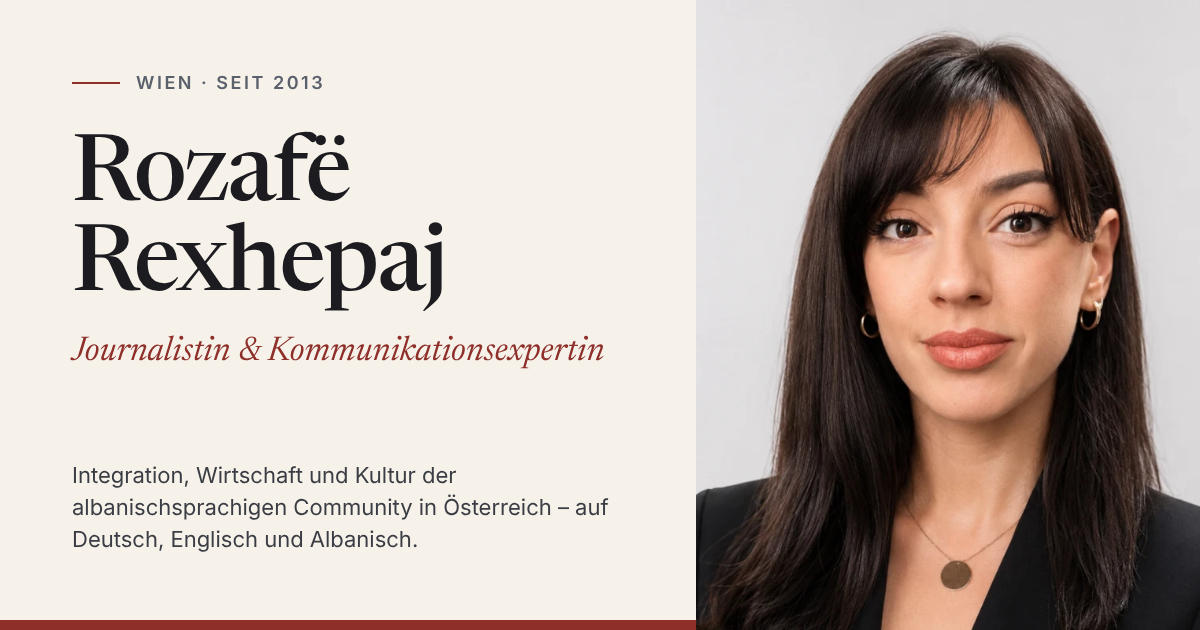 WIEN · SEIT 2013
Rozafë
Rexhepaj
Journalistin & Kommunikationsexpertin
Integration, Wirtschaft und Kultur der
albanischsprachigen Community in Österreich – auf
Deutsch, Englisch und Albanisch.